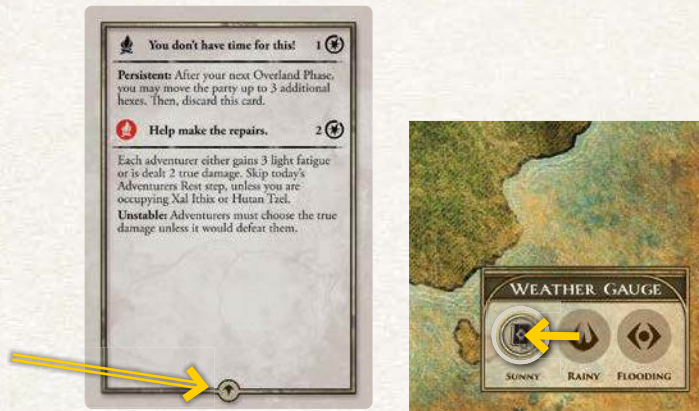 You don't have time for this! 1
Persistent: After your next Overland Phase,
you may move the party up to 3 additional
hexes. Then, discard this card.
Help make the repairs. 2
Each adventurer either gains 3 light fatigue
or is dealt 2 true damage. Skip today's
Adventurers Rest step, unless you are
occupying Xal Ithix or Hutan Tzel.
Unstable: Adventurers must choose the true
damage unless it would defeat them.
WEATHER GAUGE
SUNNY RAINY FLOODING